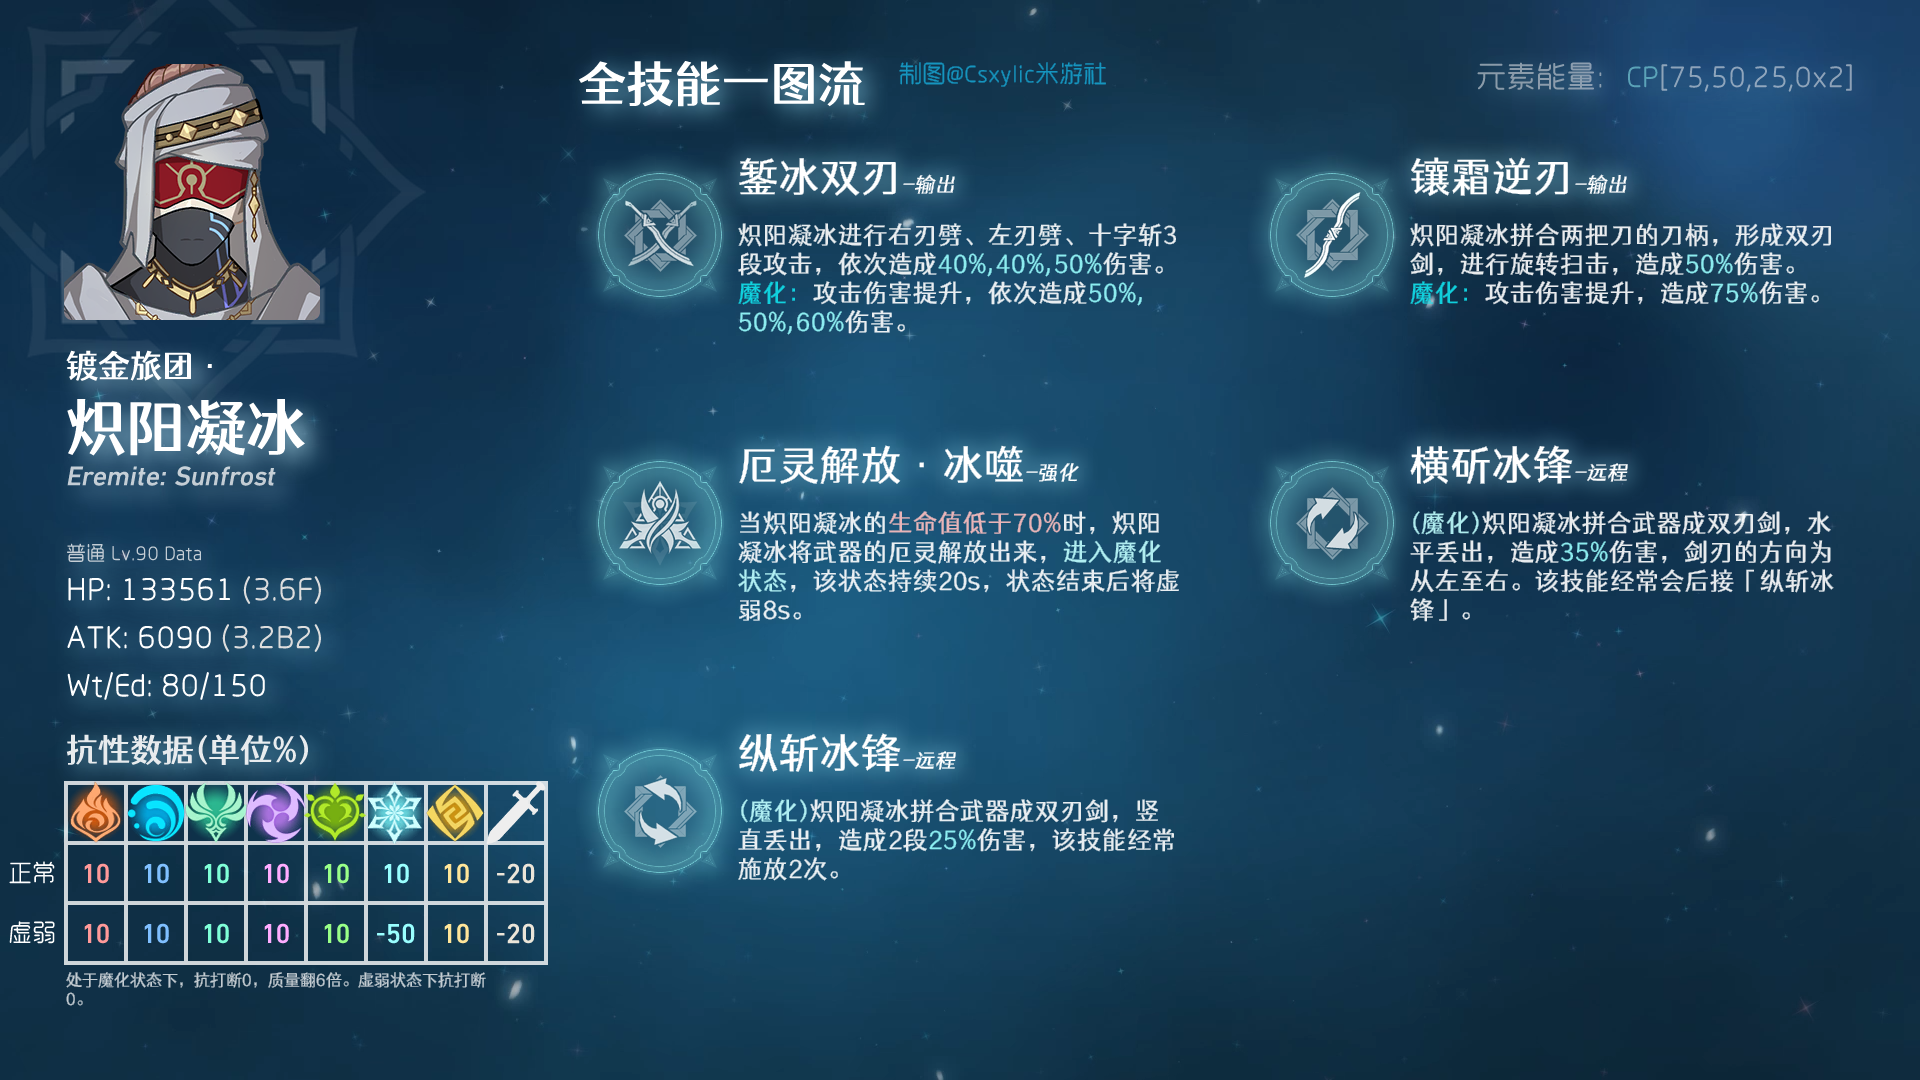 全技能一图流
制图@Csxylic米游社
元素能量： CP[75,50,25,0x2]
镀金旅团 ·
炽阳凝冰
Eremite: Sunfrost
普通 Lv.90 Data
HP: 133561 (3.6F)
ATK: 6090 (3.2B2)
Wt/Ed: 80/150
抗性数据(单位%)
正常 10 10 10 10 10 10 10 -20
虚弱 10 10 10 10 10 -50 10 -20
处于魔化状态下，抗打断0，质量翻6倍。虚弱状态下抗打断
0。
錾冰双刃–输出
炽阳凝冰进行右刃劈、左刃劈、十字斩3
段攻击，依次造成40%,40%,50%伤害。
魔化：攻击伤害提升，依次造成50%,
50%,60%伤害。
镶霜逆刃–输出
炽阳凝冰拼合两把刀的刀柄，形成双刃
剑，进行旋转扫击，造成50%伤害。
魔化：攻击伤害提升，造成75%伤害。
厄灵解放 · 冰噬–强化
当炽阳凝冰的生命值低于70%时，炽阳
凝冰将武器的厄灵解放出来，进入魔化
状态，该状态持续20s，状态结束后将虚
弱8s。
横斫冰锋–远程
(魔化)炽阳凝冰拼合武器成双刃剑，水
平丢出，造成35%伤害，剑刃的方向为
从左至右。该技能经常会后接「纵斩冰
锋」。
纵斩冰锋–远程
(魔化)炽阳凝冰拼合武器成双刃剑，竖
直丢出，造成2段25%伤害，该技能经常
施放2次。